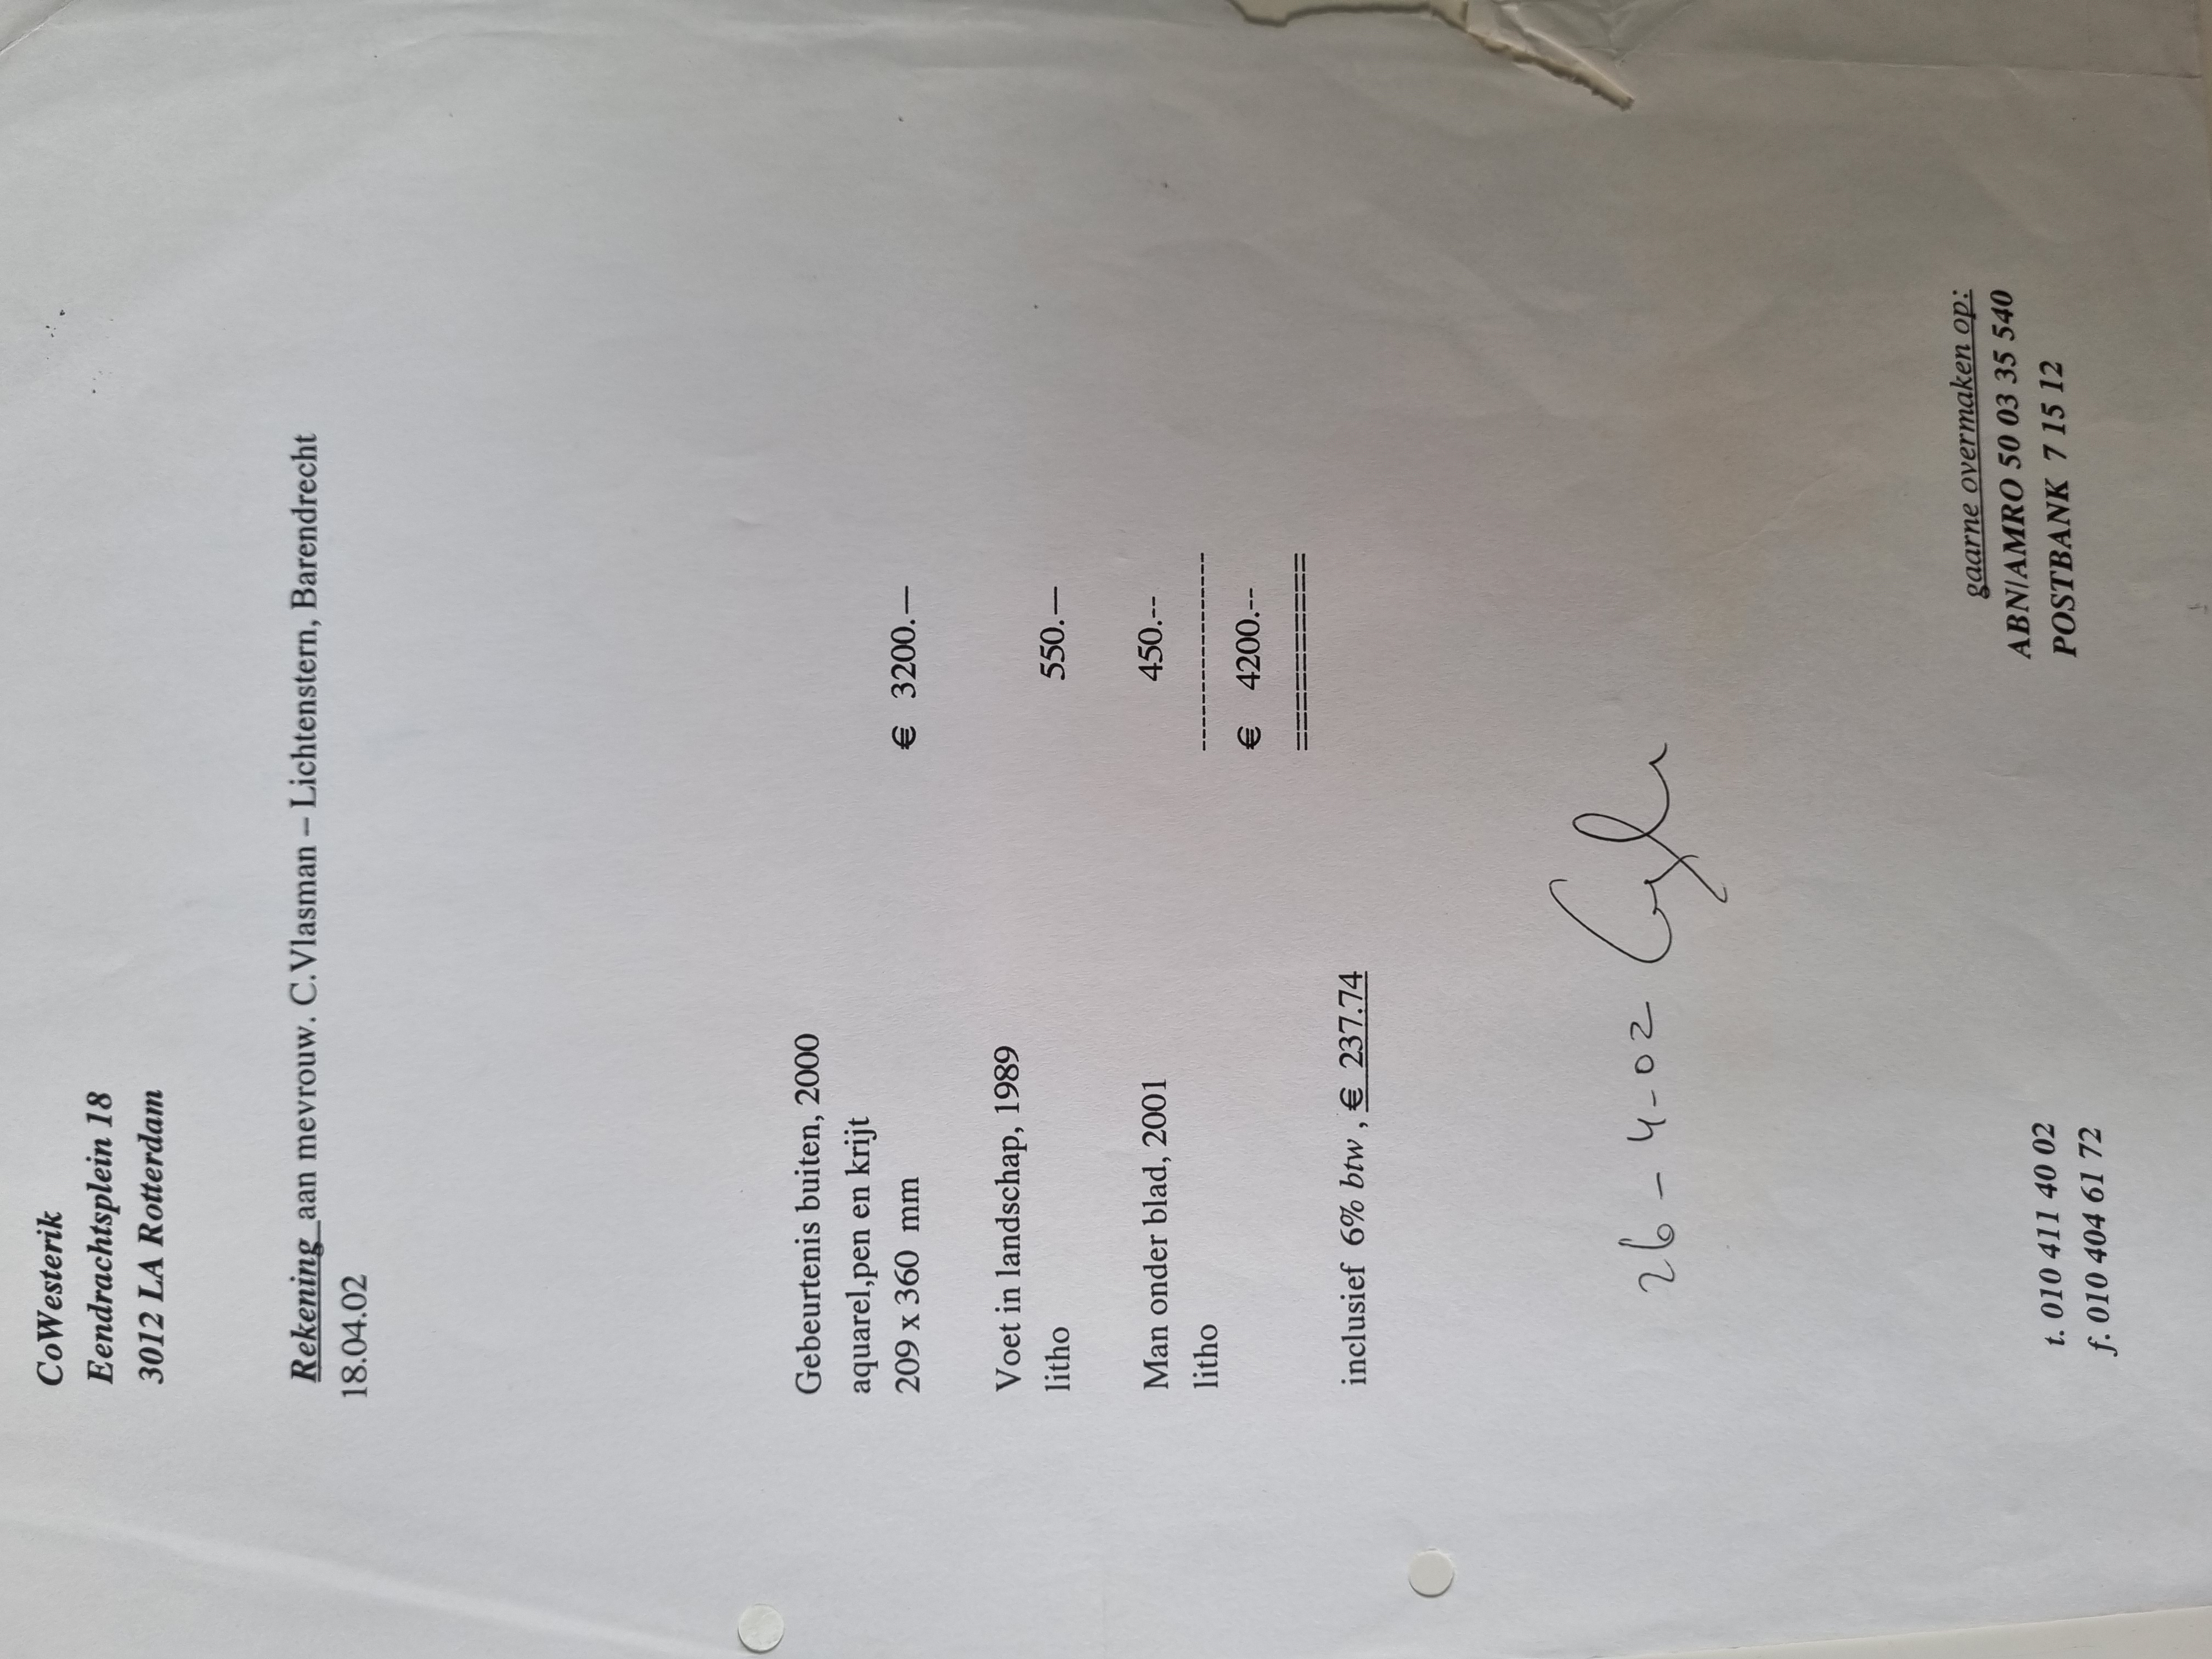 CoWesterik
Eendrachtsplein 18
3012 LA Rotterdam
Rekening aan mevrouw. C.Vlasman – Lichtenstern, Barendrecht
18.04.02
Gebeurtenis buiten, 2000
aquarel,pen en krijt
209 x 360 mm € 3200.—
Voet in landschap, 1989
litho 550.—
Man onder blad, 2001 450.--
litho --------------------
€ 4200.--
============
inclusief 6% btw , € 237.74
26-4-02
gaarne overmaken op:
t. 010 411 40 02 ABN/AMRO 50 03 35 540
f. 010 404 61 72 POSTBANK 7 15 12